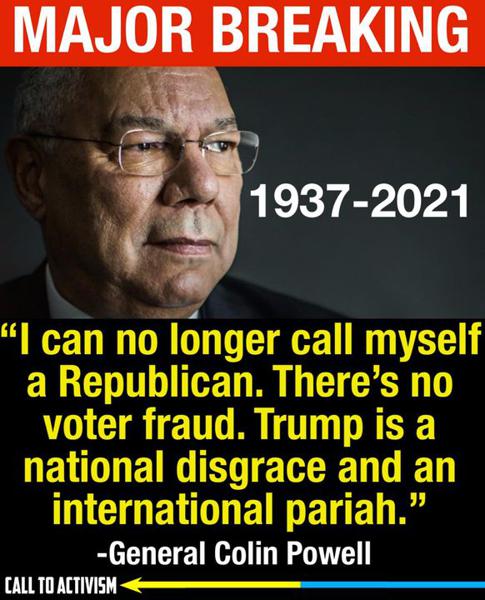 MAJOR BREAKING
1937-2021
“I can no longer call myself
a Republican. There’s no
voter fraud. Trump is a
national disgrace and an
international pariah.”
-General Colin Powell
CALL TO ACTIVISM